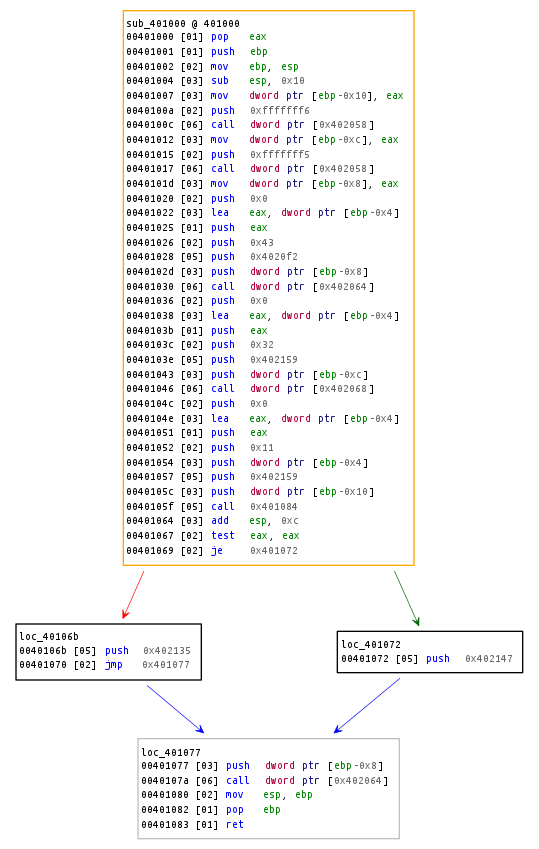 sub_401000 @ 401000
00401000 [01] pop eax
00401001 [01] push ebp
00401002 [02] mov ebp, esp
00401004 [03] sub esp, 0x10
00401007 [03] mov dword ptr [ebp-0x10], eax
0040100a [02] push 0xfffffff6
0040100c [06] call dword ptr [0x402058]
00401012 [03] mov dword ptr [ebp-0xc], eax
00401015 [02] push 0xfffffff5
00401017 [06] call dword ptr [0x402058]
0040101d [03] mov dword ptr [ebp-0x8], eax
00401020 [02] push 0x0
00401022 [03] lea eax, dword ptr [ebp-0x4]
00401025 [01] push eax
00401026 [02] push 0x43
00401028 [05] push 0x4020f2
0040102d [03] push dword ptr [ebp-0x8]
00401030 [06] call dword ptr [0x402064]
00401036 [02] push 0x0
00401038 [03] lea eax, dword ptr [ebp-0x4]
0040103b [01] push eax
0040103c [02] push 0x32
0040103e [05] push 0x402159
00401043 [03] push dword ptr [ebp-0xc]
00401046 [06] call dword ptr [0x402068]
0040104c [02] push 0x0
0040104e [03] lea eax, dword ptr [ebp-0x4]
00401051 [01] push eax
00401052 [02] push 0x11
00401054 [03] push dword ptr [ebp-0x4]
00401057 [05] push 0x402159
0040105c [03] push dword ptr [ebp-0x10]
0040105f [05] call 0x401084
00401064 [03] add esp, 0xc
00401067 [02] test eax, eax
00401069 [02] je 0x401072
loc_40106b
0040106b [05] push 0x402135
00401070 [02] jmp 0x401077
loc_401072
00401072 [05] push 0x402147
loc_401077
00401077 [03] push dword ptr [ebp-0x8]
0040107a [06] call dword ptr [0x402064]
00401080 [02] mov esp, ebp
00401082 [01] pop ebp
00401083 [01] ret